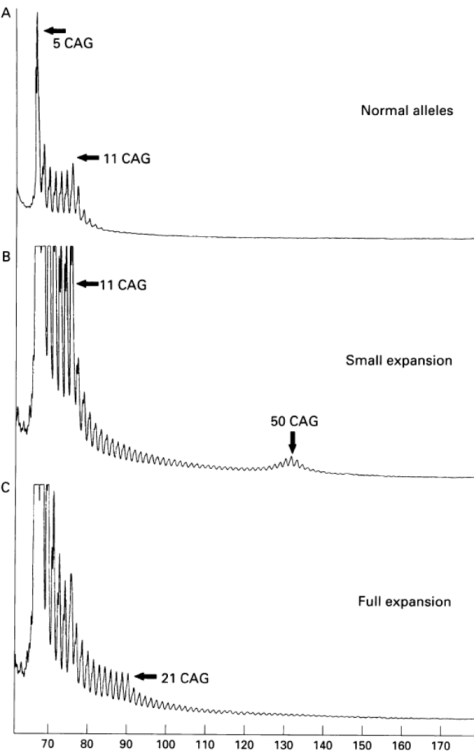 A
5 CAG
Normal alleles
11 CAG
B
11 CAG
Small expansion
50 CAG
C
Full expansion
21 CAG
70 80 90 100 110 120 130 140 150 160 170